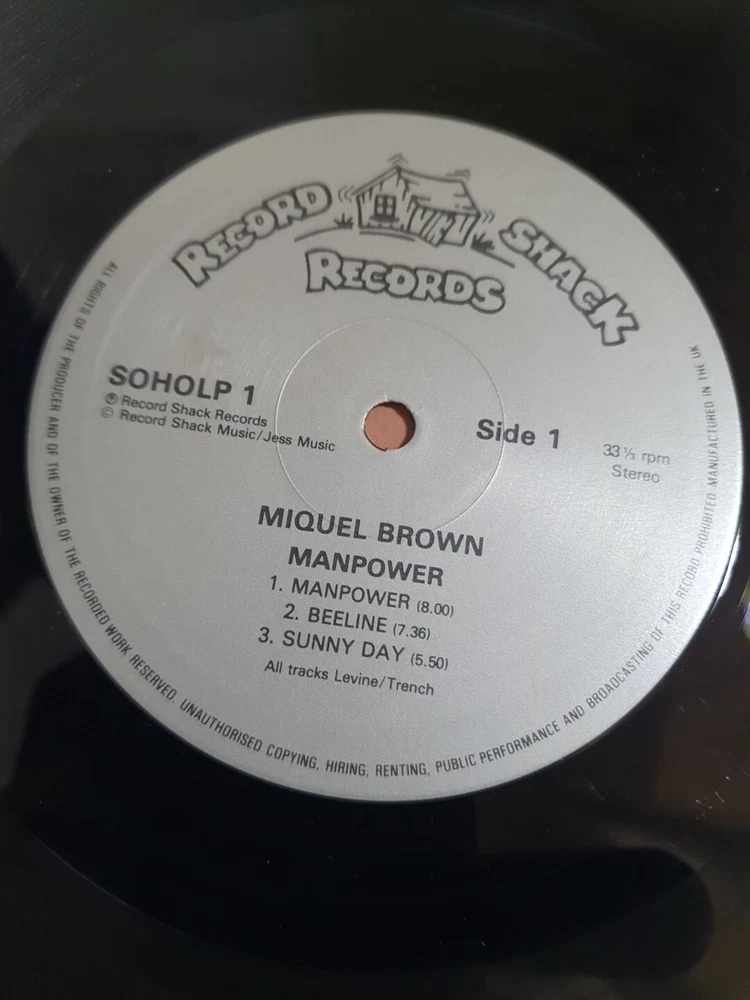 RECORD SHACK
RECORDS
SOHOLP 1
℗ Record Shack Records
© Record Shack Music/Jess Music
Side 1
33⅓ rpm
Stereo
MIQUEL BROWN
MANPOWER
1. MANPOWER (8.00)
2. BEELINE (7.36)
3. SUNNY DAY (5.50)
All tracks Levine/Trench
ALL RIGHTS OF THE PRODUCER AND OF THE OWNER OF THE RECORDED WORK RESERVED. UNAUTHORISED COPYING, HIRING, RENTING, PUBLIC PERFORMANCE AND BROADCASTING OF THIS RECORD PROHIBITED. MANUFACTURED IN THE UK